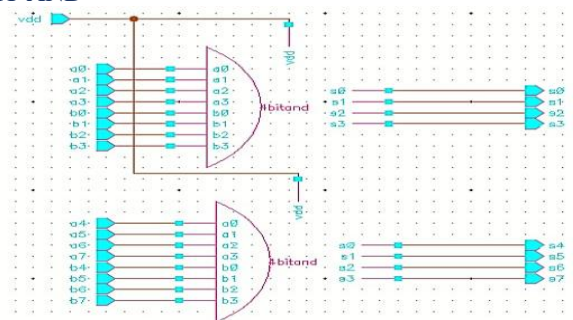 vdd
vdd
a0 a0
a1 a1
a2 a2
a3 a3
b0 b0
b1 b1
b2 b2
b3 b3
4bitand
s0 s0
s1 s1
s2 s2
s3 s3
vdd
a4 a0
a5 a1
a6 a2
a7 a3
b4 b0
b5 b1
b6 b2
b7 b3
4bitand
s0 s4
s1 s5
s2 s6
s3 s7